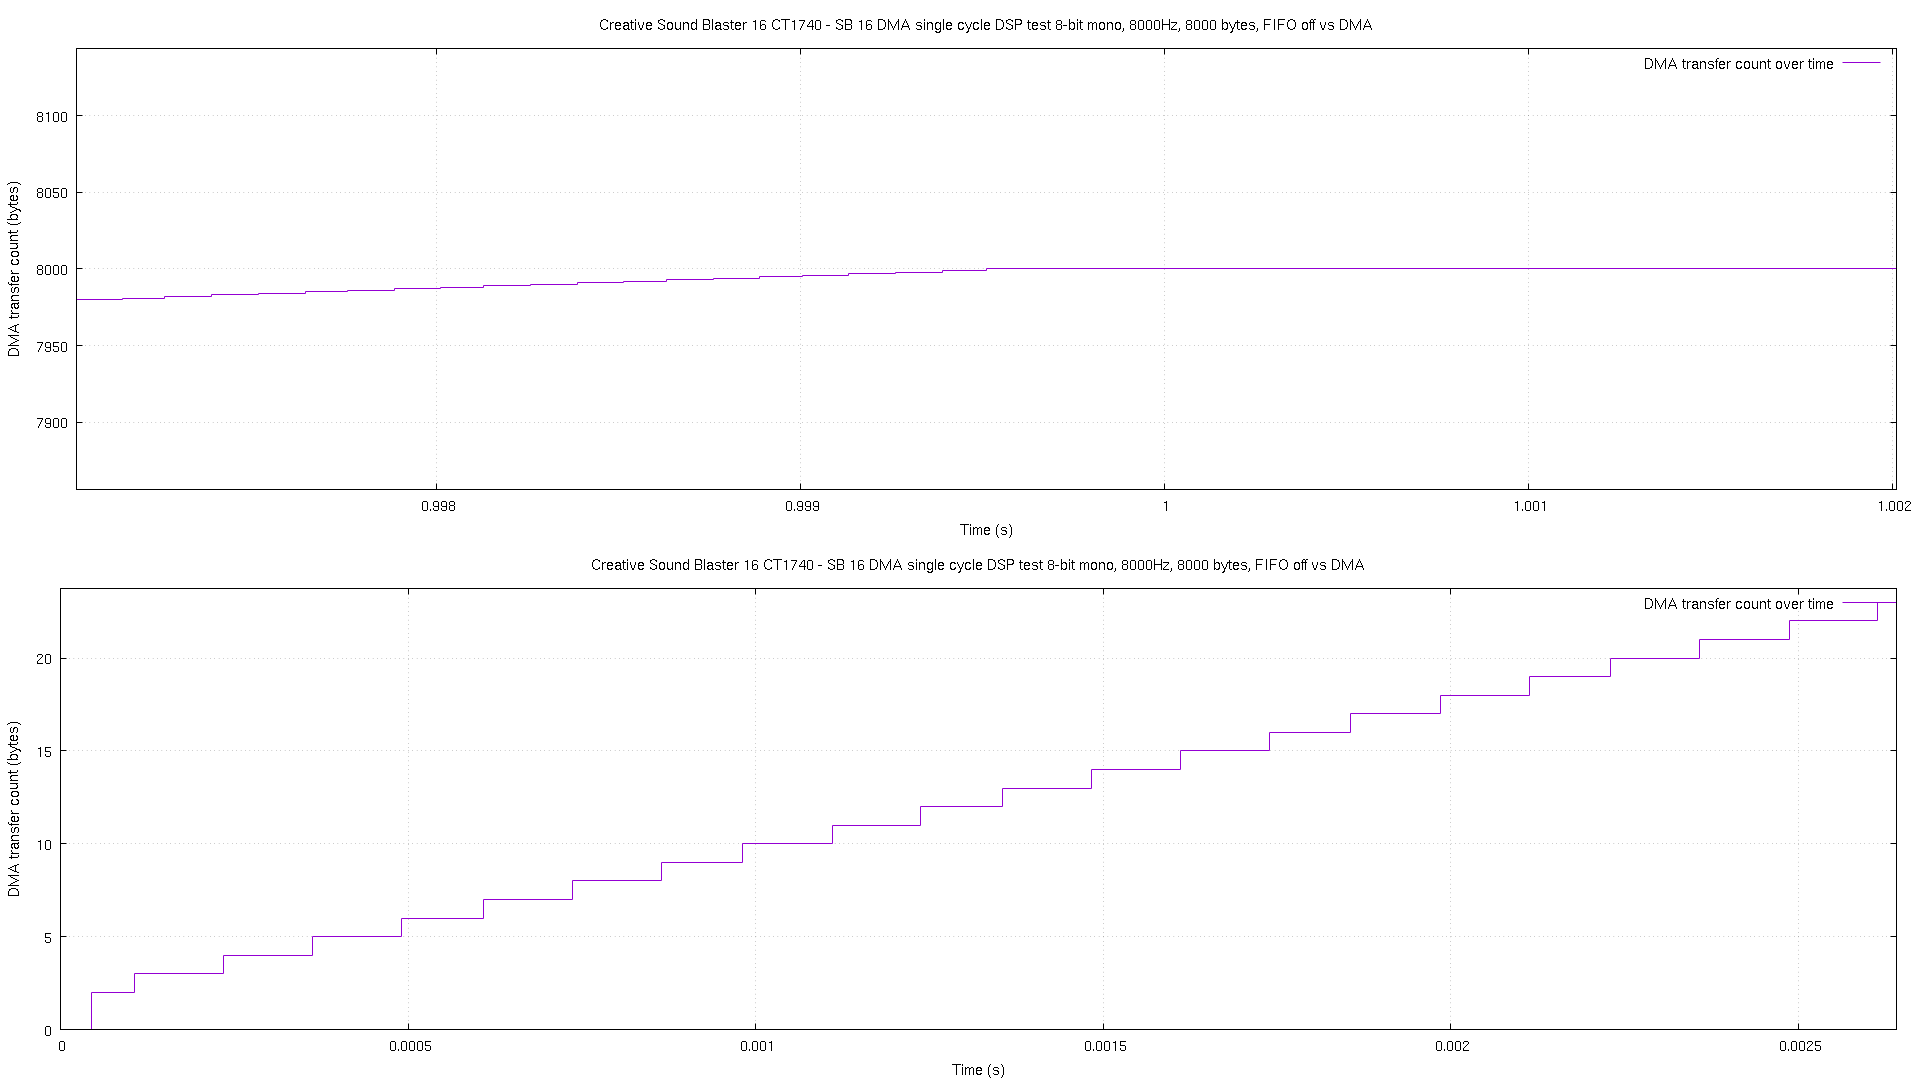 Creative Sound Blaster 16 CT1740 - SB 16 DMA single cycle DSP test 8-bit mono, 8000Hz, 8000 bytes, FIFO off vs DMA
DMA transfer count over time
8100
8050
8000
7950
7900
DMA transfer count (bytes)
0.998 0.999 1 1.001 1.002
Time (s)
Creative Sound Blaster 16 CT1740 - SB 16 DMA single cycle DSP test 8-bit mono, 8000Hz, 8000 bytes, FIFO off vs DMA
DMA transfer count over time
20
15
10
5
0
DMA transfer count (bytes)
0 0.0005 0.001 0.0015 0.002 0.0025
Time (s)